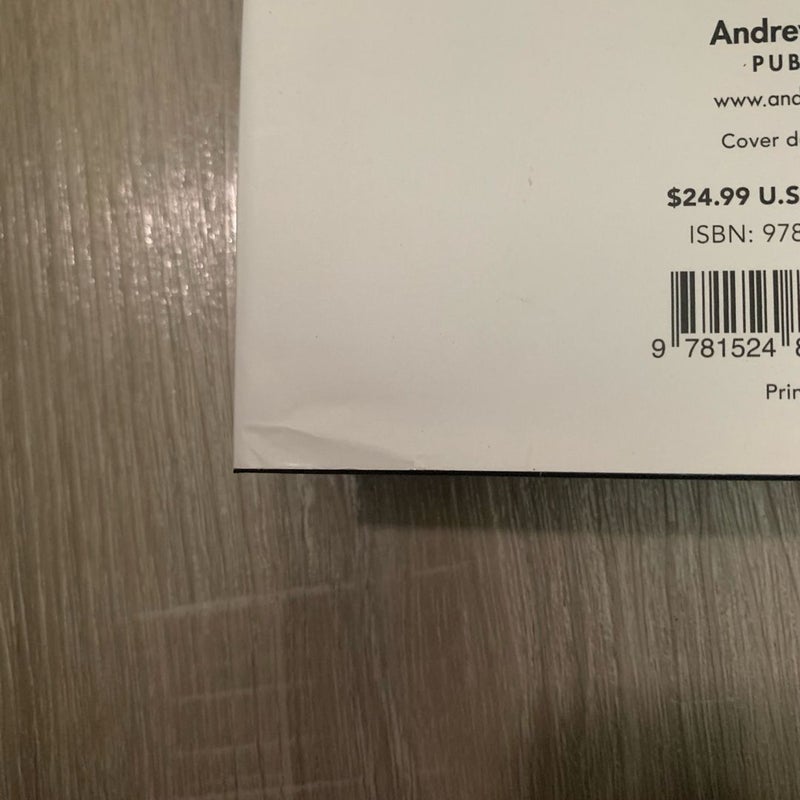 Andrew
PUB
www.and
Cover d
$24.99 U.S
ISBN: 978
9 781524 8
Prin